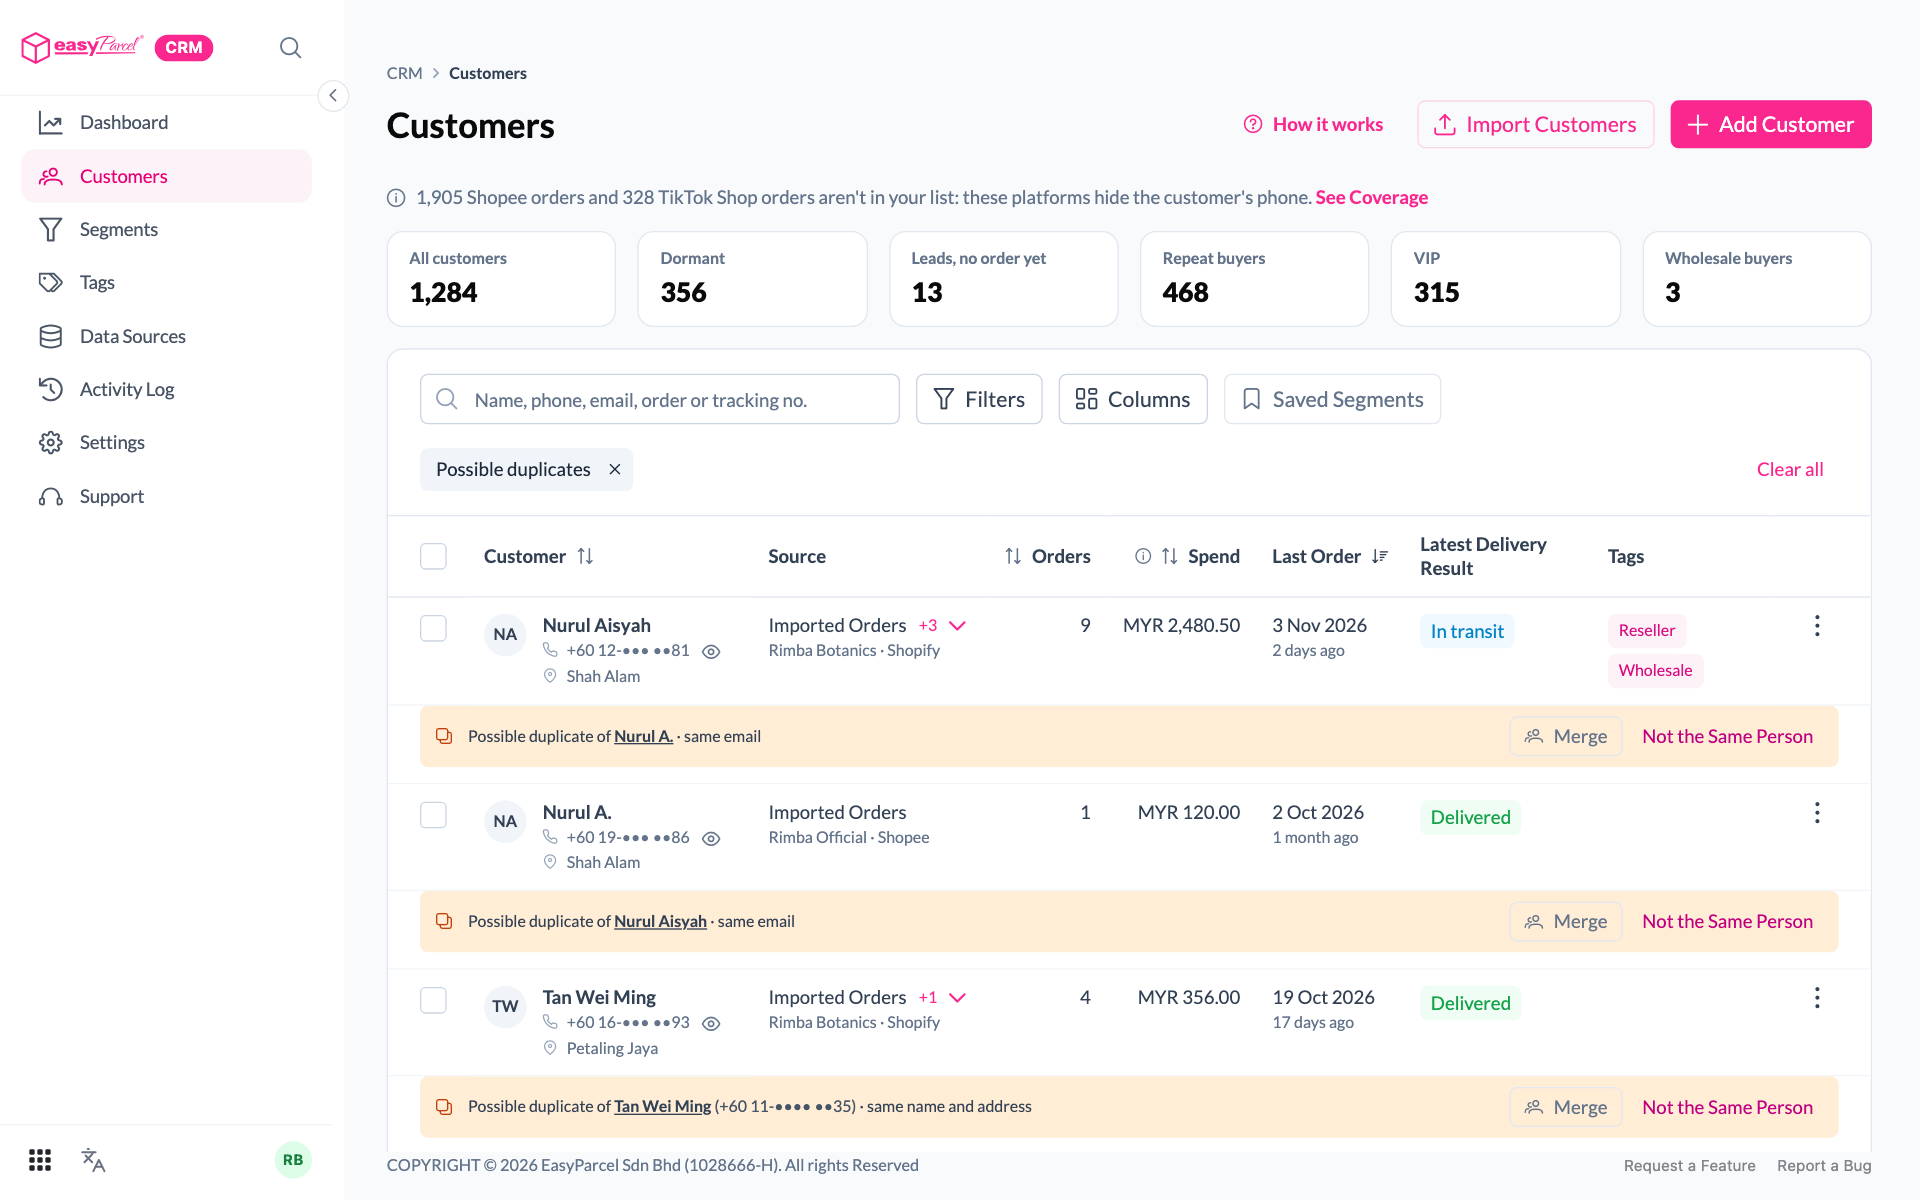 easyParcel CRM
Dashboard
Customers
Segments
Tags
Data Sources
Activity Log
Settings
Support
RB
CRM > Customers
Customers
How it works
Import Customers
Add Customer
1,905 Shopee orders and 328 TikTok Shop orders aren't in your list: these platforms hide the customer's phone. See Coverage
All customers
1,284
Dormant
356
Leads, no order yet
13
Repeat buyers
468
VIP
315
Wholesale buyers
3
Name, phone, email, order or tracking no.
Filters
Columns
Saved Segments
Possible duplicates
Clear all
Customer
Source
Orders
Spend
Last Order
Latest Delivery
Result
Tags
NA
Nurul Aisyah
+60 12-••• ••81
Shah Alam
Imported Orders +3
Rimba Botanics · Shopify
9
MYR 2,480.50
3 Nov 2026
2 days ago
In transit
Reseller
Wholesale
Possible duplicate of Nurul A. · same email
Merge
Not the Same Person
NA
Nurul A.
+60 19-••• ••86
Shah Alam
Imported Orders
Rimba Official · Shopee
1
MYR 120.00
2 Oct 2026
1 month ago
Delivered
Possible duplicate of Nurul Aisyah · same email
Merge
Not the Same Person
TW
Tan Wei Ming
+60 16-••• ••93
Petaling Jaya
Imported Orders +1
Rimba Botanics · Shopify
4
MYR 356.00
19 Oct 2026
17 days ago
Delivered
Possible duplicate of Tan Wei Ming (+60 11-•••• ••35) · same name and address
Merge
Not the Same Person
COPYRIGHT © 2026 EasyParcel Sdn Bhd (1028666-H). All rights Reserved
Request a Feature
Report a Bug